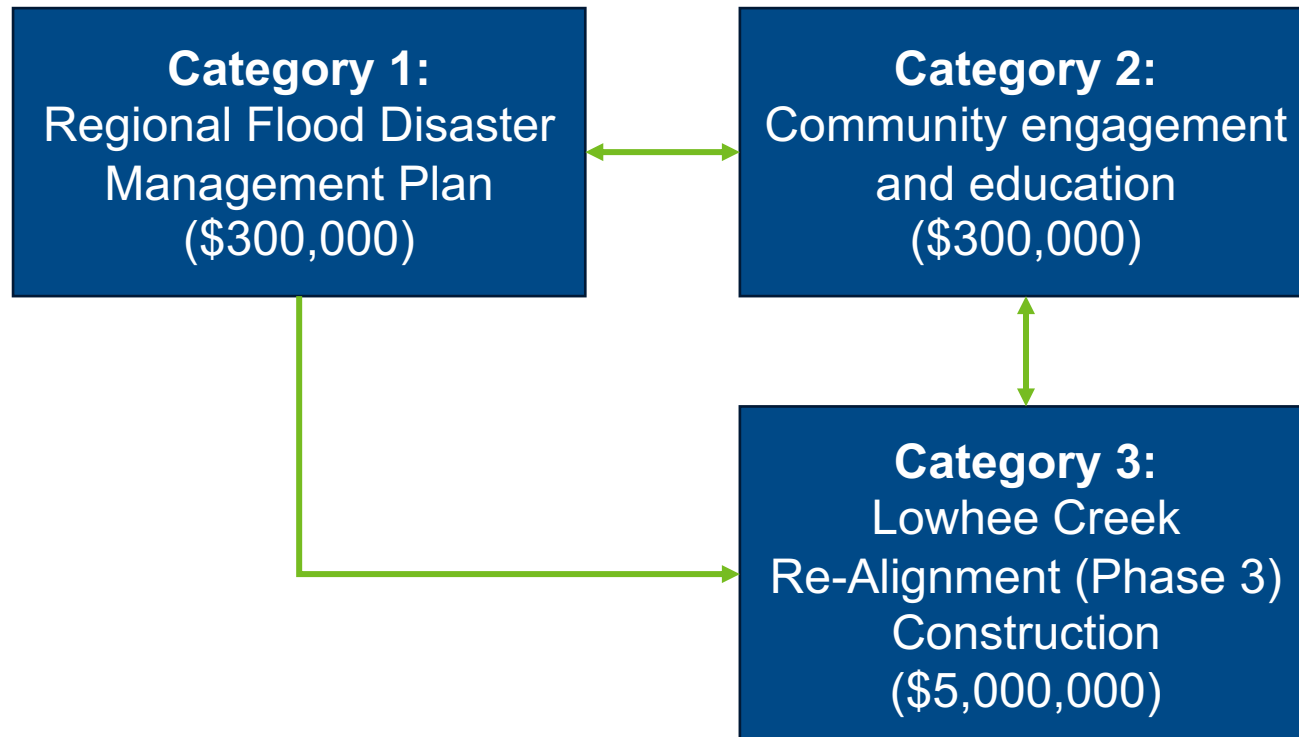 Category 1:
Regional Flood Disaster
Management Plan
($300,000)
Category 2:
Community engagement
and education
($300,000)
Category 3:
Lowhee Creek
Re-Alignment (Phase 3)
Construction
($5,000,000)